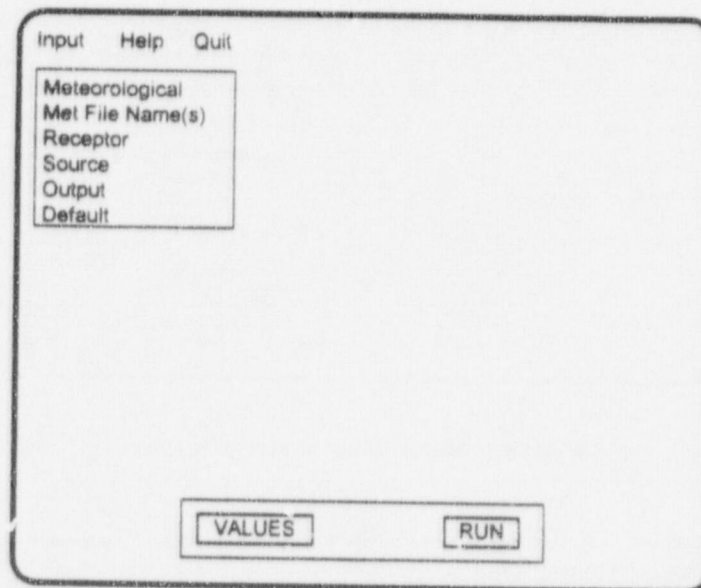 Input Help Quit
Meteorological
Met File Name(s)
Receptor
Source
Output
Default
VALUES RUN